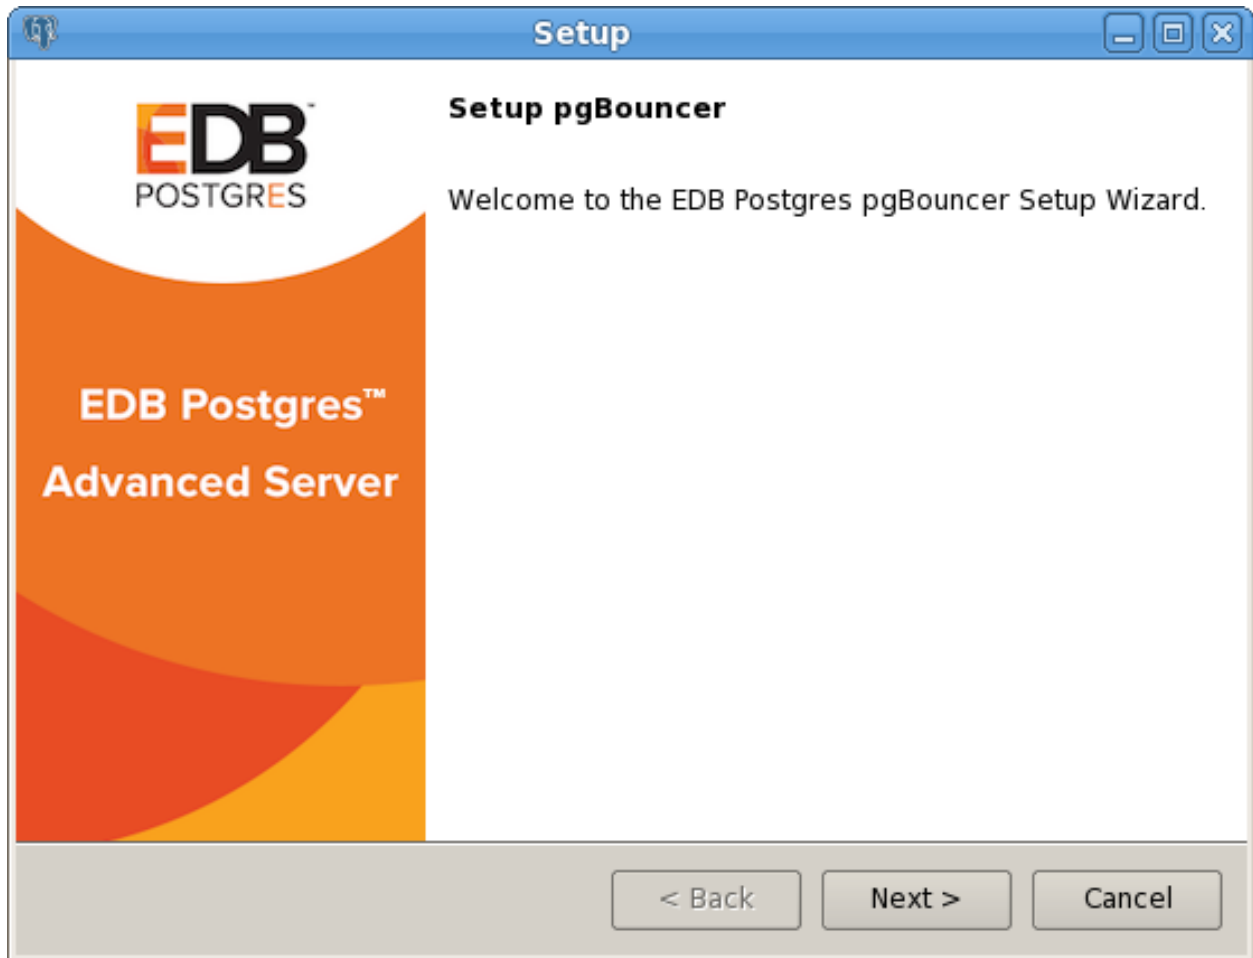 Setup
EDB™
POSTGRES
EDB Postgres™
Advanced Server
Setup pgBouncer
Welcome to the EDB Postgres pgBouncer Setup Wizard.
< Back
Next >
Cancel